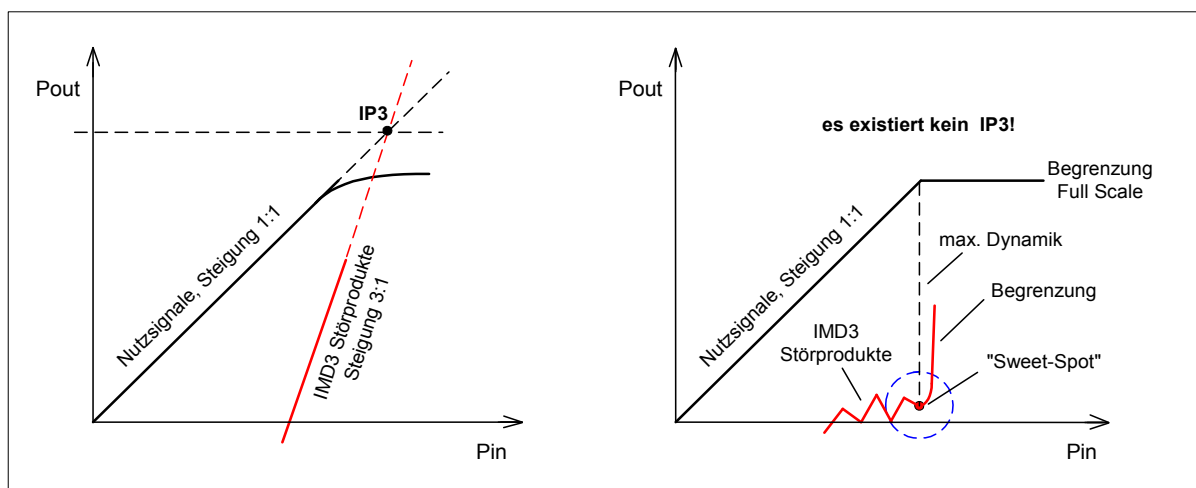 Pout
IP3
Nutzsignale, Steigung 1:1
IMD3 Störprodukte
Steigung 3:1
Pin
Pout
es existiert kein IP3!
Begrenzung
Full Scale
Nutzsignale, Steigung 1:1
max. Dynamik
Begrenzung
IMD3
Störprodukte
"Sweet-Spot"
Pin